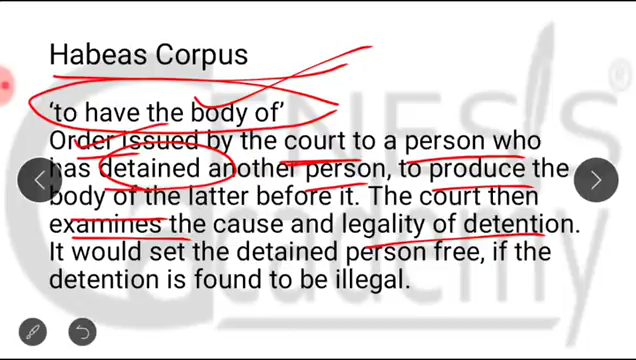 Habeas Corpus
‘to have the body of’
Order issued by the court to a person who
has detained another person, to produce the
body of the latter before it. The court then
examines the cause and legality of detention.
It would set the detained person free, if the
detention is found to be illegal.
GENESIS
academy